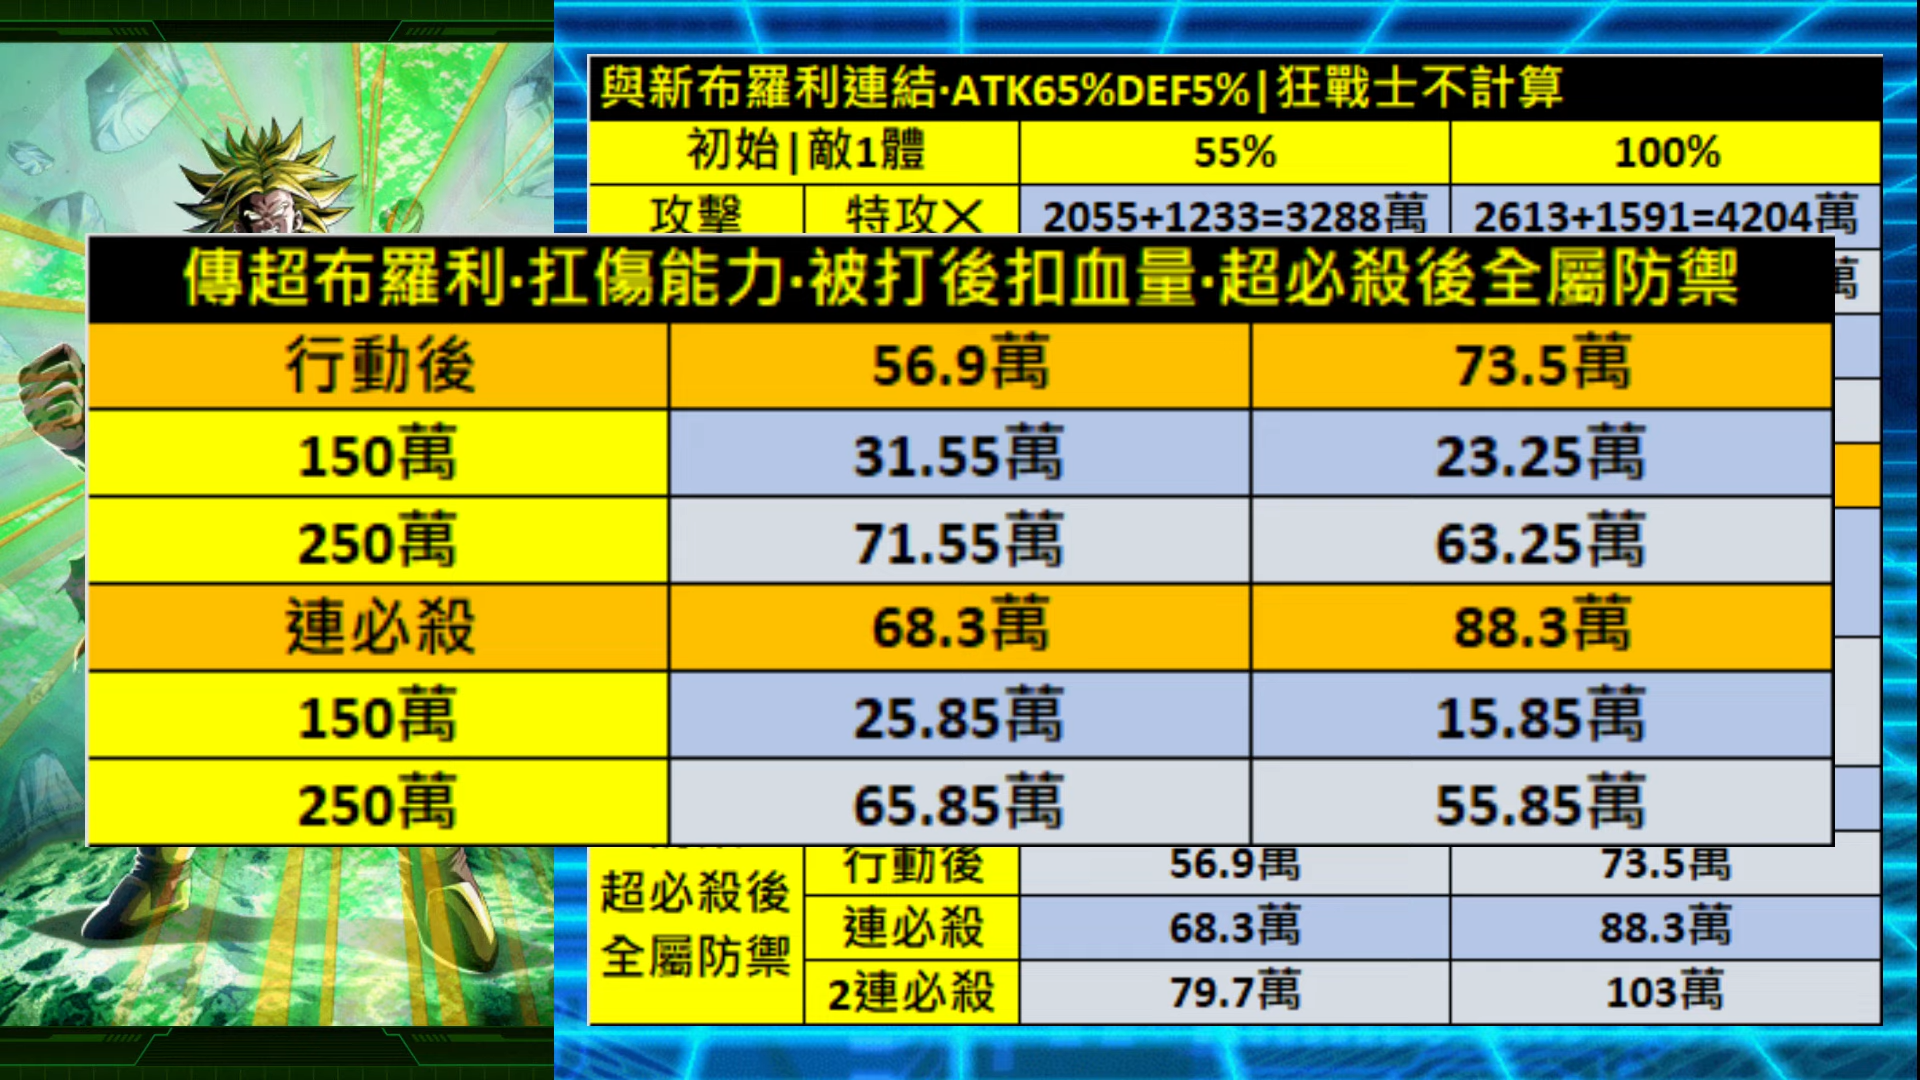 與新布羅利連結·ATK65%DEF5%|狂戰士不計算
初始|敵1體 55% 100%
攻擊 特攻X 2055+1233=3288萬 2613+1591=4204萬
萬
傳超布羅利·扛傷能力·被打後扣血量·超必殺後全屬防禦
行動後 56.9萬 73.5萬
150萬 31.55萬 23.25萬
250萬 71.55萬 63.25萬
連必殺 68.3萬 88.3萬
150萬 25.85萬 15.85萬
250萬 65.85萬 55.85萬
超必殺後
全屬防禦
行動後 56.9萬 73.5萬
連必殺 68.3萬 88.3萬
2連必殺 79.7萬 103萬